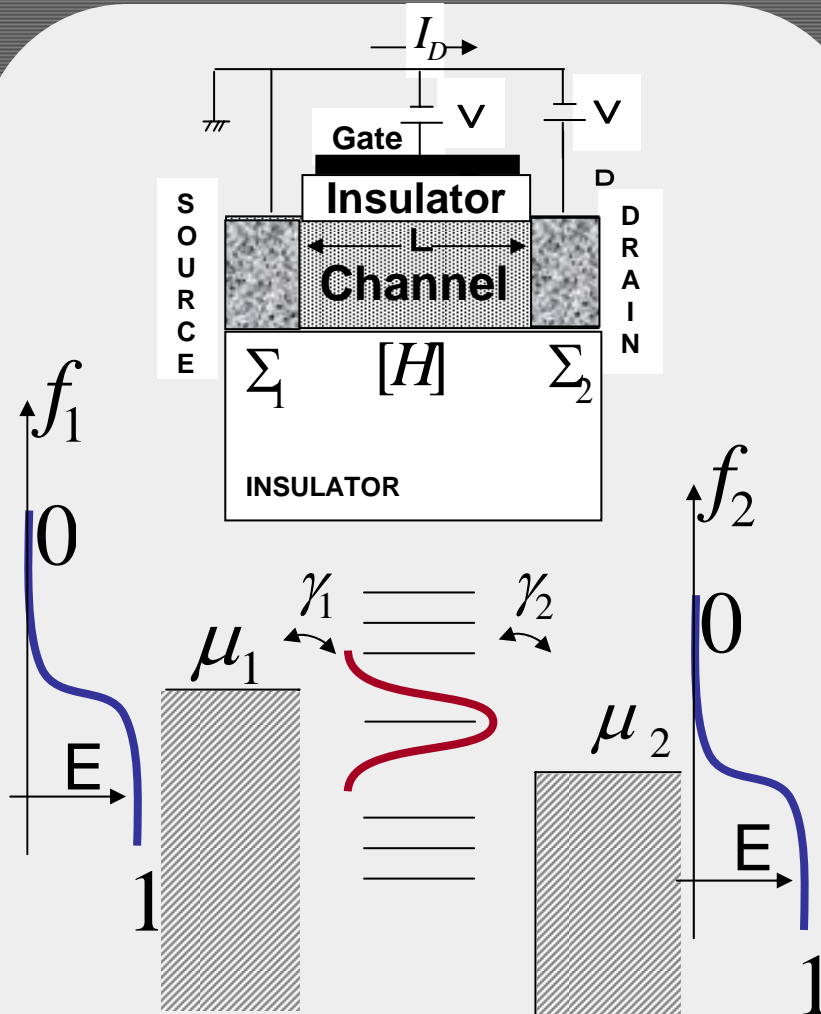 I_D
V
V
Gate
D
Insulator
SOURCE
DRAIN
L
Channel
Σ₁
[H]
Σ₂
f₁
INSULATOR
f₂
0
γ₁
γ₂
0
μ₁
μ₂
E
E
1
1